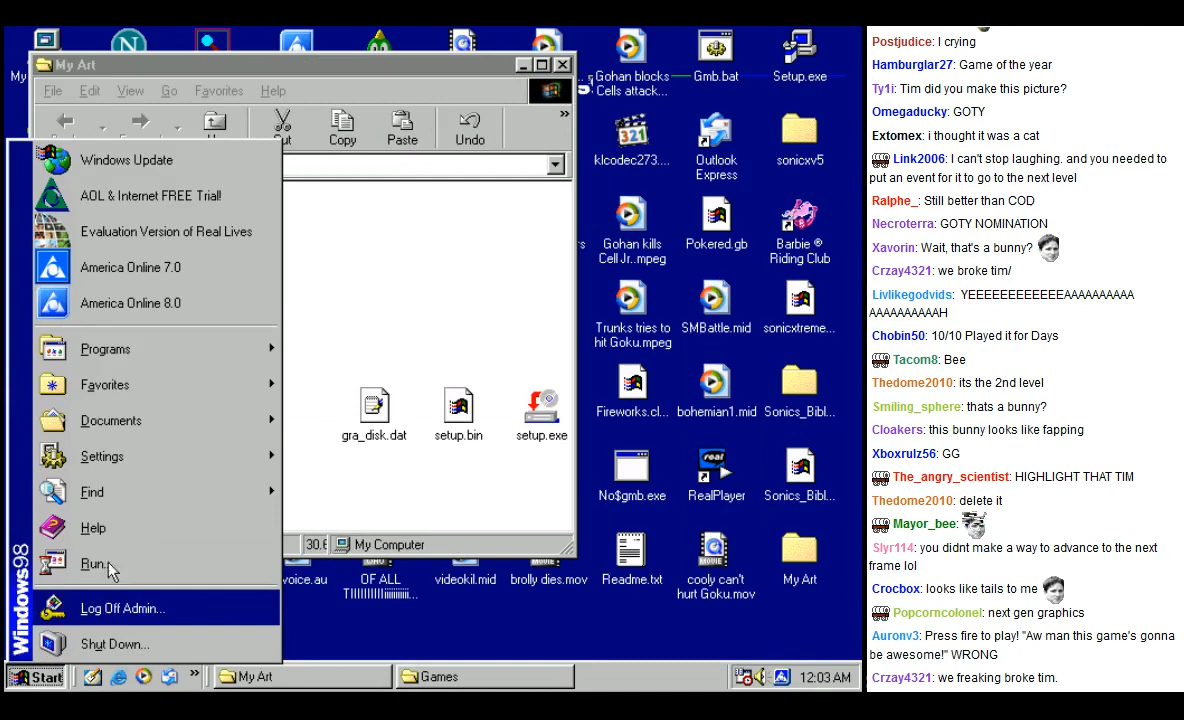 My
My Art
File Edit View Go Favorites Help
Copy Paste Undo
Windows Update
AOL & Internet FREE Trial!
Evaluation Version of Real Lives
America Online 7.0
America Online 8.0
Programs
Favorites
Documents
Settings
Find
Help
Run...
Log Off Admin...
Shut Down...
Windows98
gra_disk.dat setup.bin setup.exe
My Computer
voice.au
OF ALL
videokil.mid
brolly dies.mov
Gohan blocks
Cells attack...
Gmb.bat
Setup.exe
klcodec273....
Outlook
Express
sonicxv5
Gohan kills
Cell Jr..mpeg
Pokered.gb
Barbie ®
Riding Club
Trunks tries to
hit Goku.mpeg
SMBattle.mid
sonicxtreme...
Fireworks.cl...
bohemian1.mid
Sonics_Bibl...
real
No$gmb.exe
RealPlayer
Sonics_Bibl...
Readme.txt
MOVIE
cooly can't
hurt Goku.mov
My Art
Start
My Art
Games
12:03 AM
Postjudice: I crying
Hamburglar27: Game of the year
Ty1i: Tim did you make this picture?
Omegaducky: GOTY
Extomex: i thought it was a cat
Link2006: I can't stop laughing. and you needed to
put an event for it to go to the next level
Ralphe_: Still better than COD
Necroterra: GOTY NOMINATION
Xavorin: Wait, that's a bunny?
Crzay4321: we broke tim/
Livlikegodvids: YEEEEEEEEEEEEAAAAAAAAAA
AAAAAAAAAAH
Chobin50: 10/10 Played it for Days
Tacom8: Bee
Thedome2010: its the 2nd level
Smiling_sphere: thats a bunny?
Cloakers: this bunny looks like fapping
Xboxrulz56: GG
The_angry_scientist: HIGHLIGHT THAT TIM
Thedome2010: delete it
Mayor_bee:
Slyr114: you didnt make a way to advance to the next
frame lol
Crocbox: looks like tails to me
Popcorncolonel: next gen graphics
Auronv3: Press fire to play! "Aw man this game's gonna
be awesome!" WRONG
Crzay4321: we freaking broke tim.